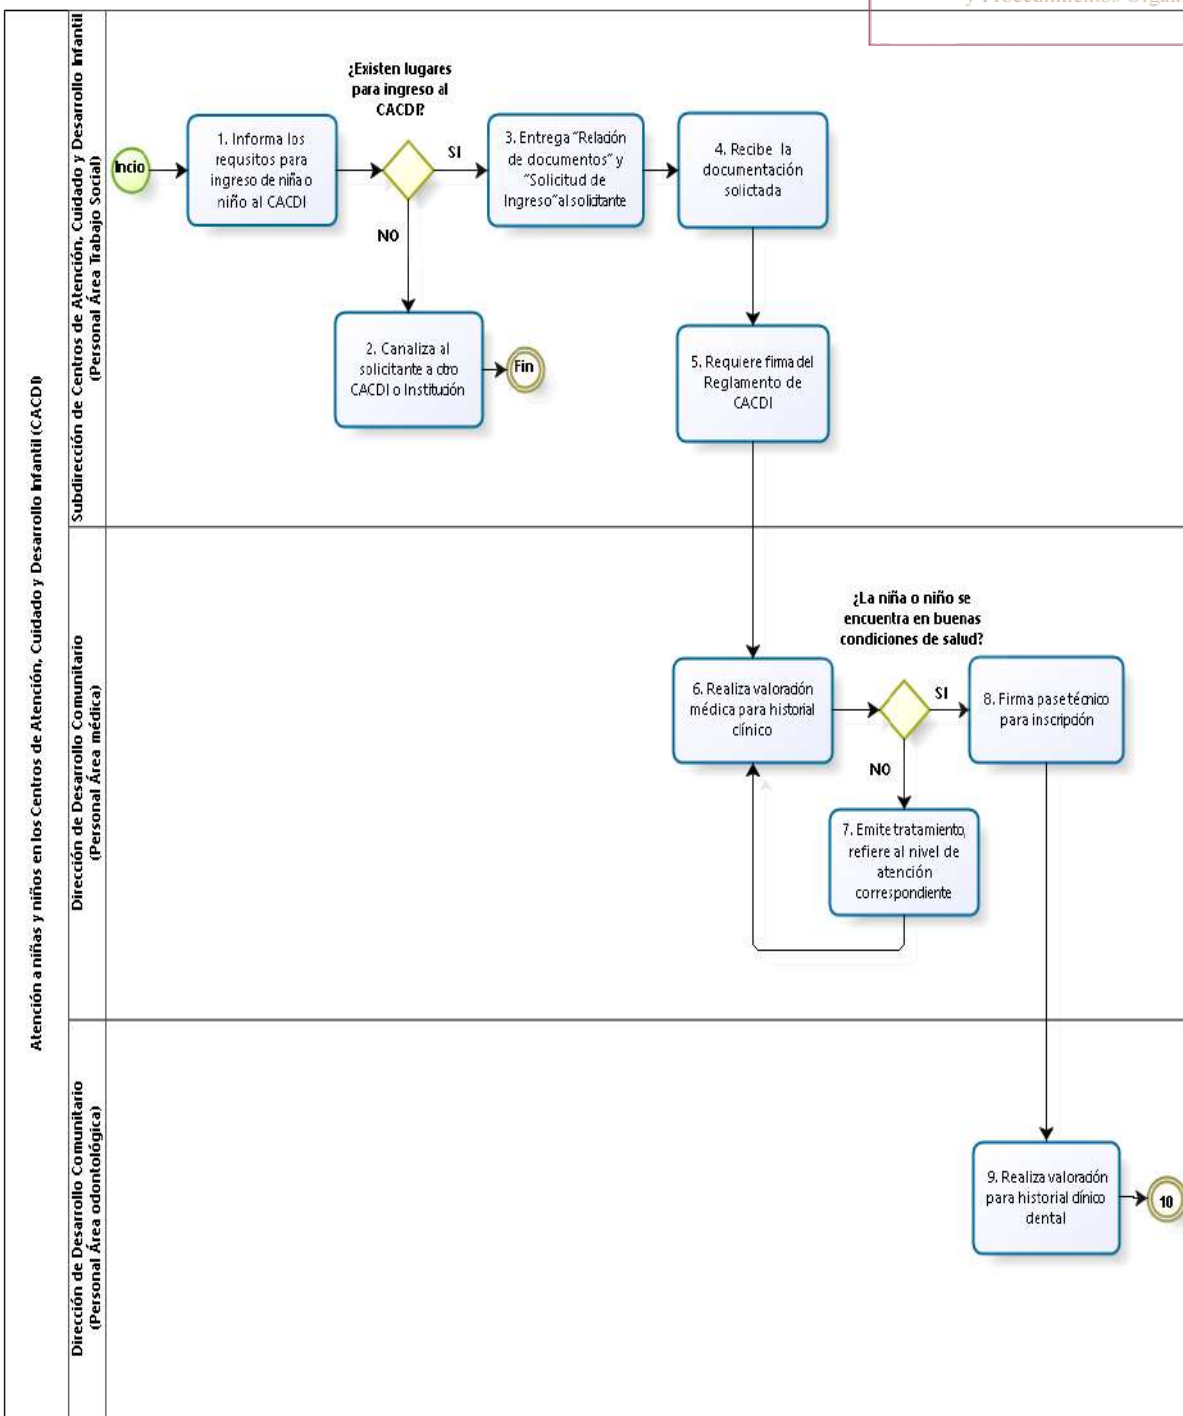 y Procedimientos Organi
Atención a niñas y niños en los Centros de Atención, Cuidado y Desarrollo Infantil (CACDI)
Subdirección de Centros de Atención, Cuidado y Desarrollo Infantil
(Personal Área Trabajo Social)
Incio
1. Informa los
requsitos para
ingreso de niña o
niño al CACDI
¿Existen lugares
para ingreso al
CACDI?
SI
NO
2. Canaliza al
solicitante a otro
CACDI o Institución
Fin
3. Entrega "Relación
de documentos" y
"Solicitud de
Ingreso" al solicitante
4. Recibe la
documentación
solictada
5. Requiere firma del
Reglamento de
CACDI
Dirección de Desarrollo Comunitario
(Personal Área médica)
6. Realiza valoración
médica para historial
clínico
¿La niña o niño se
encuentra en buenas
condiciones de salud?
SI
NO
7. Emite tratamiento,
refiere al nivel de
atención
correspondiente
8. Firma pase técnico
para inscripción
Dirección de Desarrollo Comunitario
(Personal Área odontológica)
9. Realiza valoración
para historial clínico
dental
10